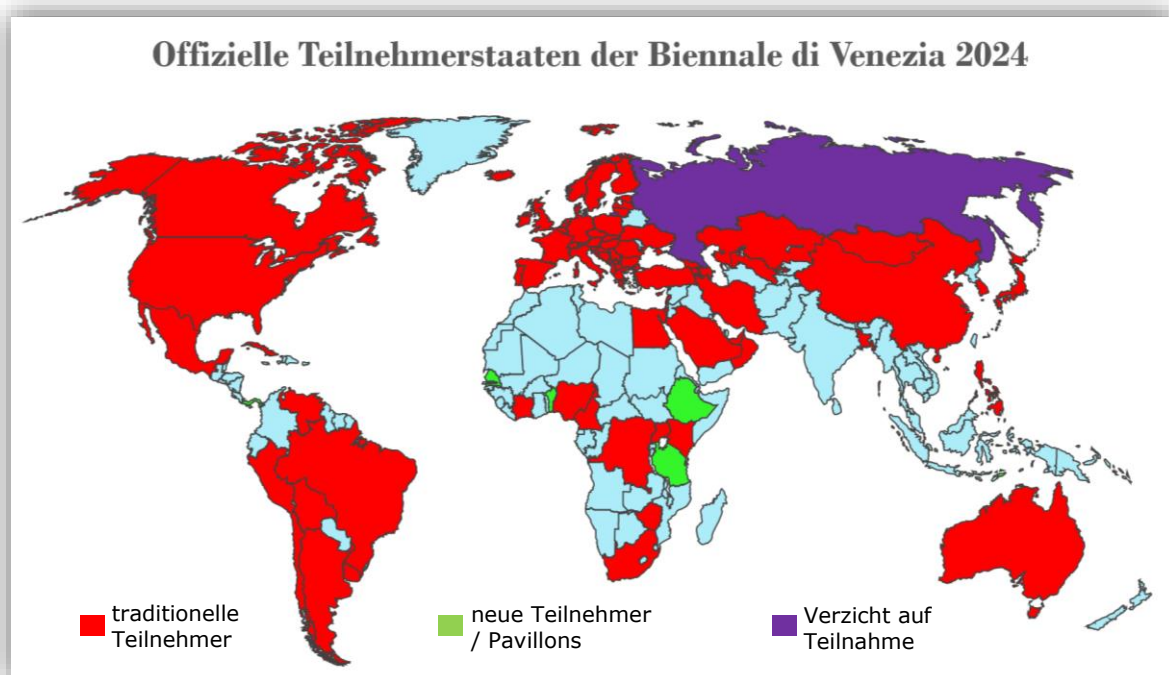 Offizielle Teilnehmerstaaten der Biennale di Venezia 2024
traditionelle
Teilnehmer
neue Teilnehmer
/ Pavillons
Verzicht auf
Teilnahme